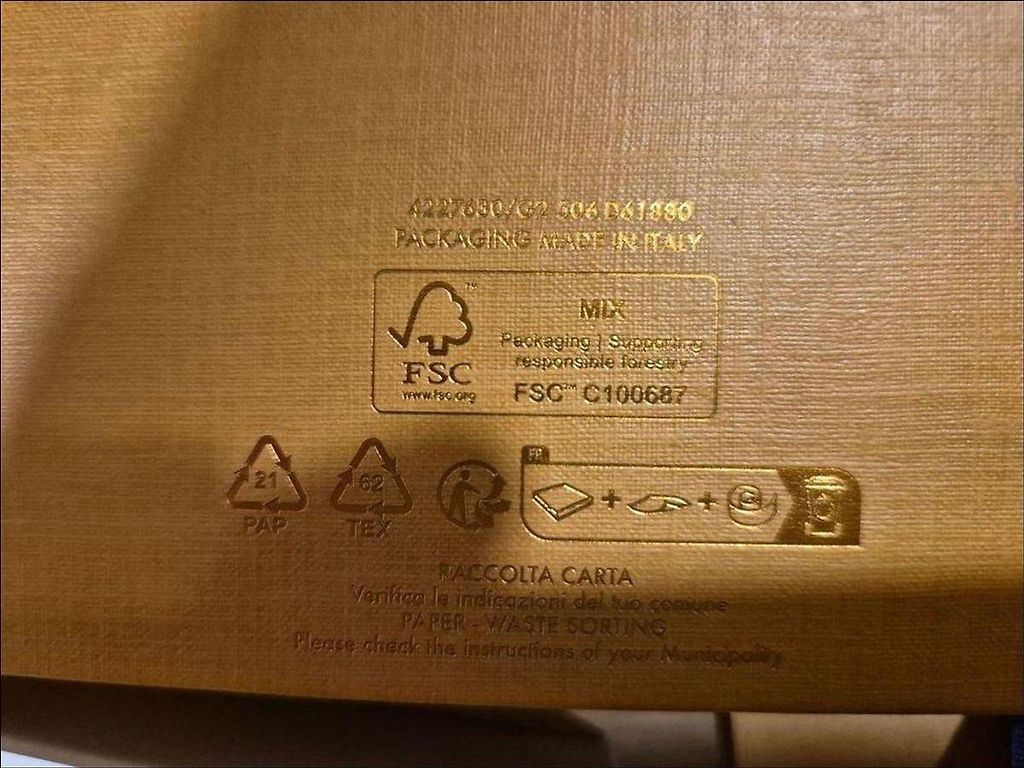 4227630/G2 506 D61880
PACKAGING MADE IN ITALY
™
MIX
Packaging | Supporting
responsible forestry
FSC
www.fsc.org
FSC™ C100687
FR
21
PAP
62
TEX
+ +
RACCOLTA CARTA
Verifica le indicazioni del tuo comune
PAPER - WASTE SORTING
Please check the instructions of your Municipality